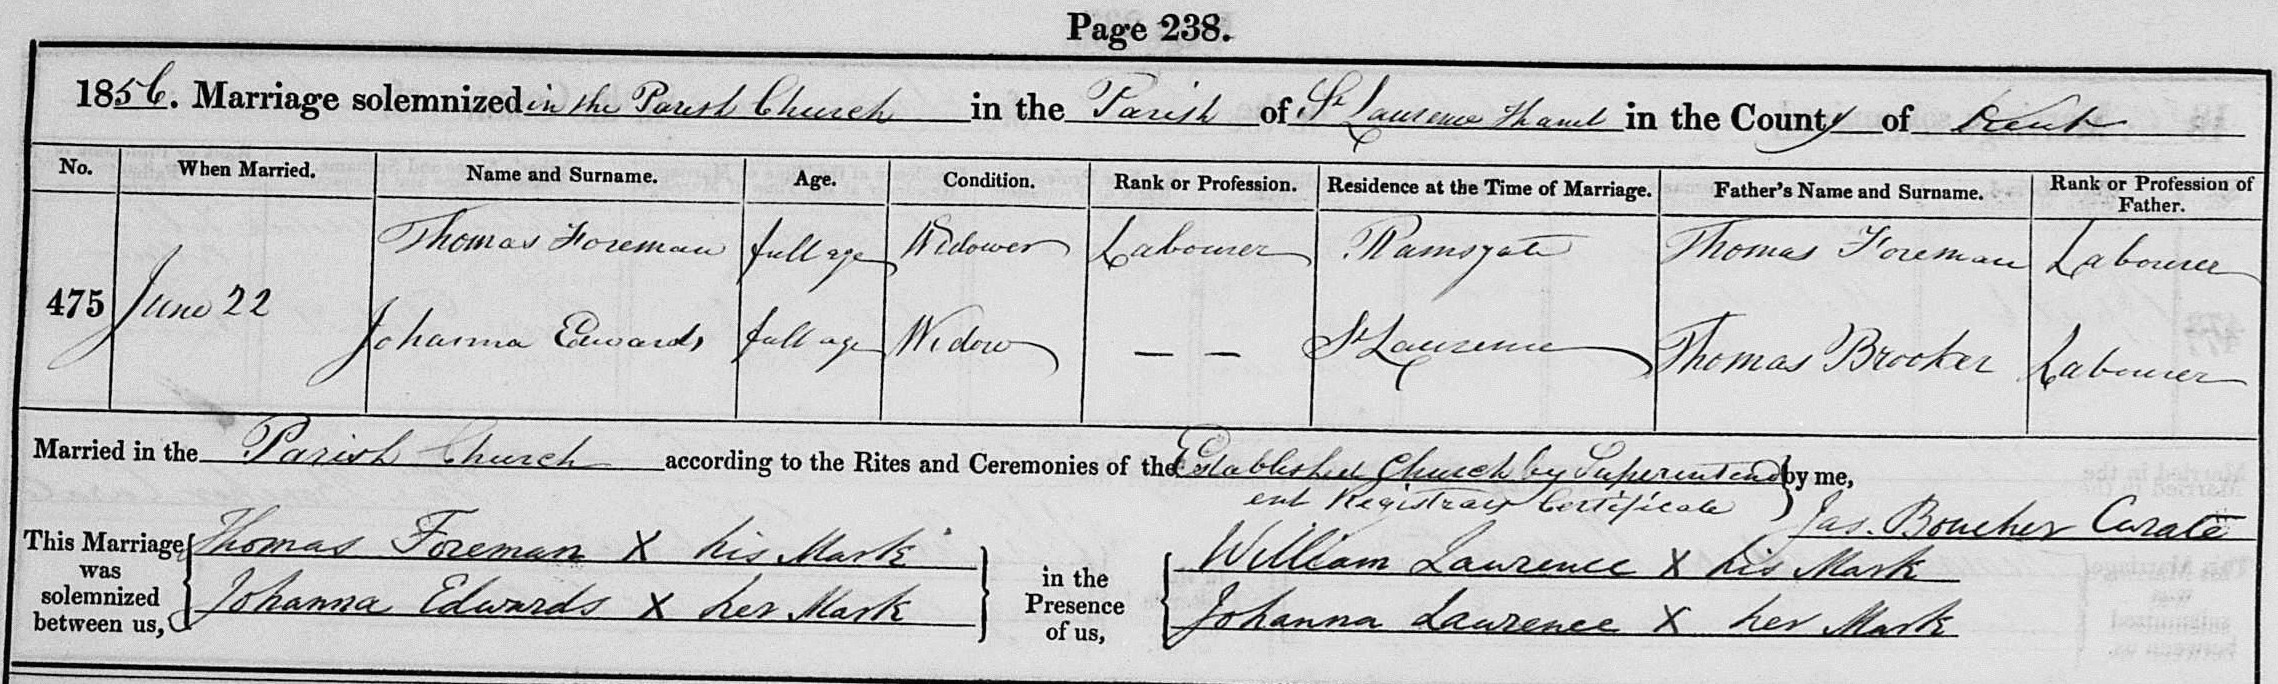 Page 238.
1856. Marriage solemnized in the Parish Church in the Parish of St Laurence Thanet in the County of Kent
No. When Married. Name and Surname. Age. Condition. Rank or Profession. Residence at the Time of Marriage. Father's Name and Surname. Rank or Profession of Father.
Thomas Foreman full age Widower Labourer Ramsgate Thomas Foreman Labourer
475 June 22
Johanna Edwards full age Widow — — St Laurence Thomas Brooker Labourer
Married in the Parish Church according to the Rites and Ceremonies of the Established Church by Superintend by me,
ent Registrars Certificate Jas. Boucher Curate
This Marriage was solemnized between us, Thomas Foreman X his Mark
Johanna Edwards X her Mark
in the Presence of us, William Lawrence X his Mark
Johanna Lawrence X her Mark